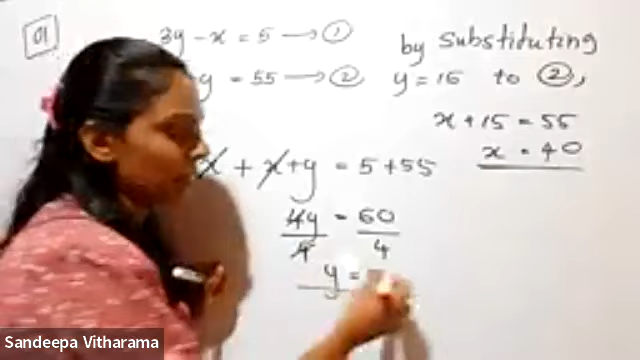 01
3y - x = 5 → ①
y = 55 → ②
x + x + y = 5 + 55
4y = 60
4 4
y =
by Substituting
y = 15 to ②,
x + 15 = 55
x = 40
Sandeepa Vitharama